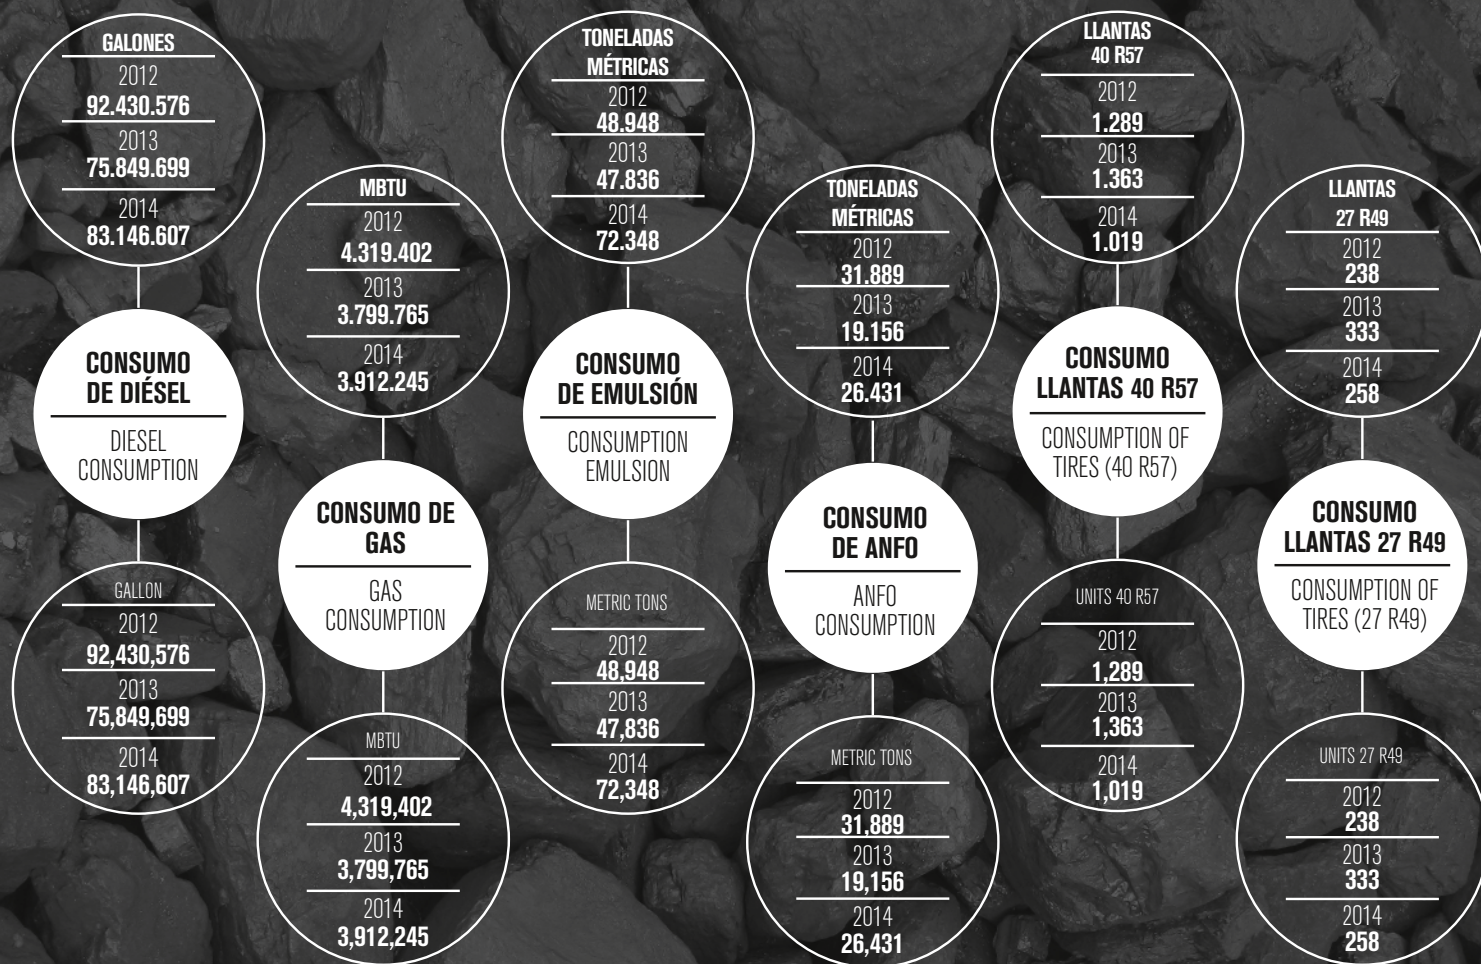 GALONES
2012
92.430.576
2013
75.849.699
2014
83.146.607
CONSUMO
DE DIÉSEL
DIESEL
CONSUMPTION
GALLON
2012
92,430,576
2013
75,849,699
2014
83,146,607
MBTU
2012
4.319.402
2013
3.799.765
2014
3.912.245
CONSUMO DE
GAS
GAS
CONSUMPTION
MBTU
2012
4,319,402
2013
3,799,765
2014
3,912,245
TONELADAS
MÉTRICAS
2012
48.948
2013
47.836
2014
72.348
CONSUMO
DE EMULSIÓN
CONSUMPTION
EMULSION
METRIC TONS
2012
48,948
2013
47,836
2014
72,348
TONELADAS
MÉTRICAS
2012
31.889
2013
19.156
2014
26.431
CONSUMO
DE ANFO
ANFO
CONSUMPTION
METRIC TONS
2012
31,889
2013
19,156
2014
26,431
LLANTAS
40 R57
2012
1.289
2013
1.363
2014
1.019
CONSUMO
LLANTAS 40 R57
CONSUMPTION OF
TIRES (40 R57)
UNITS 40 R57
2012
1,289
2013
1,363
2014
1,019
LLANTAS
27 R49
2012
238
2013
333
2014
258
CONSUMO
LLANTAS 27 R49
CONSUMPTION OF
TIRES (27 R49)
UNITS 27 R49
2012
238
2013
333
2014
258